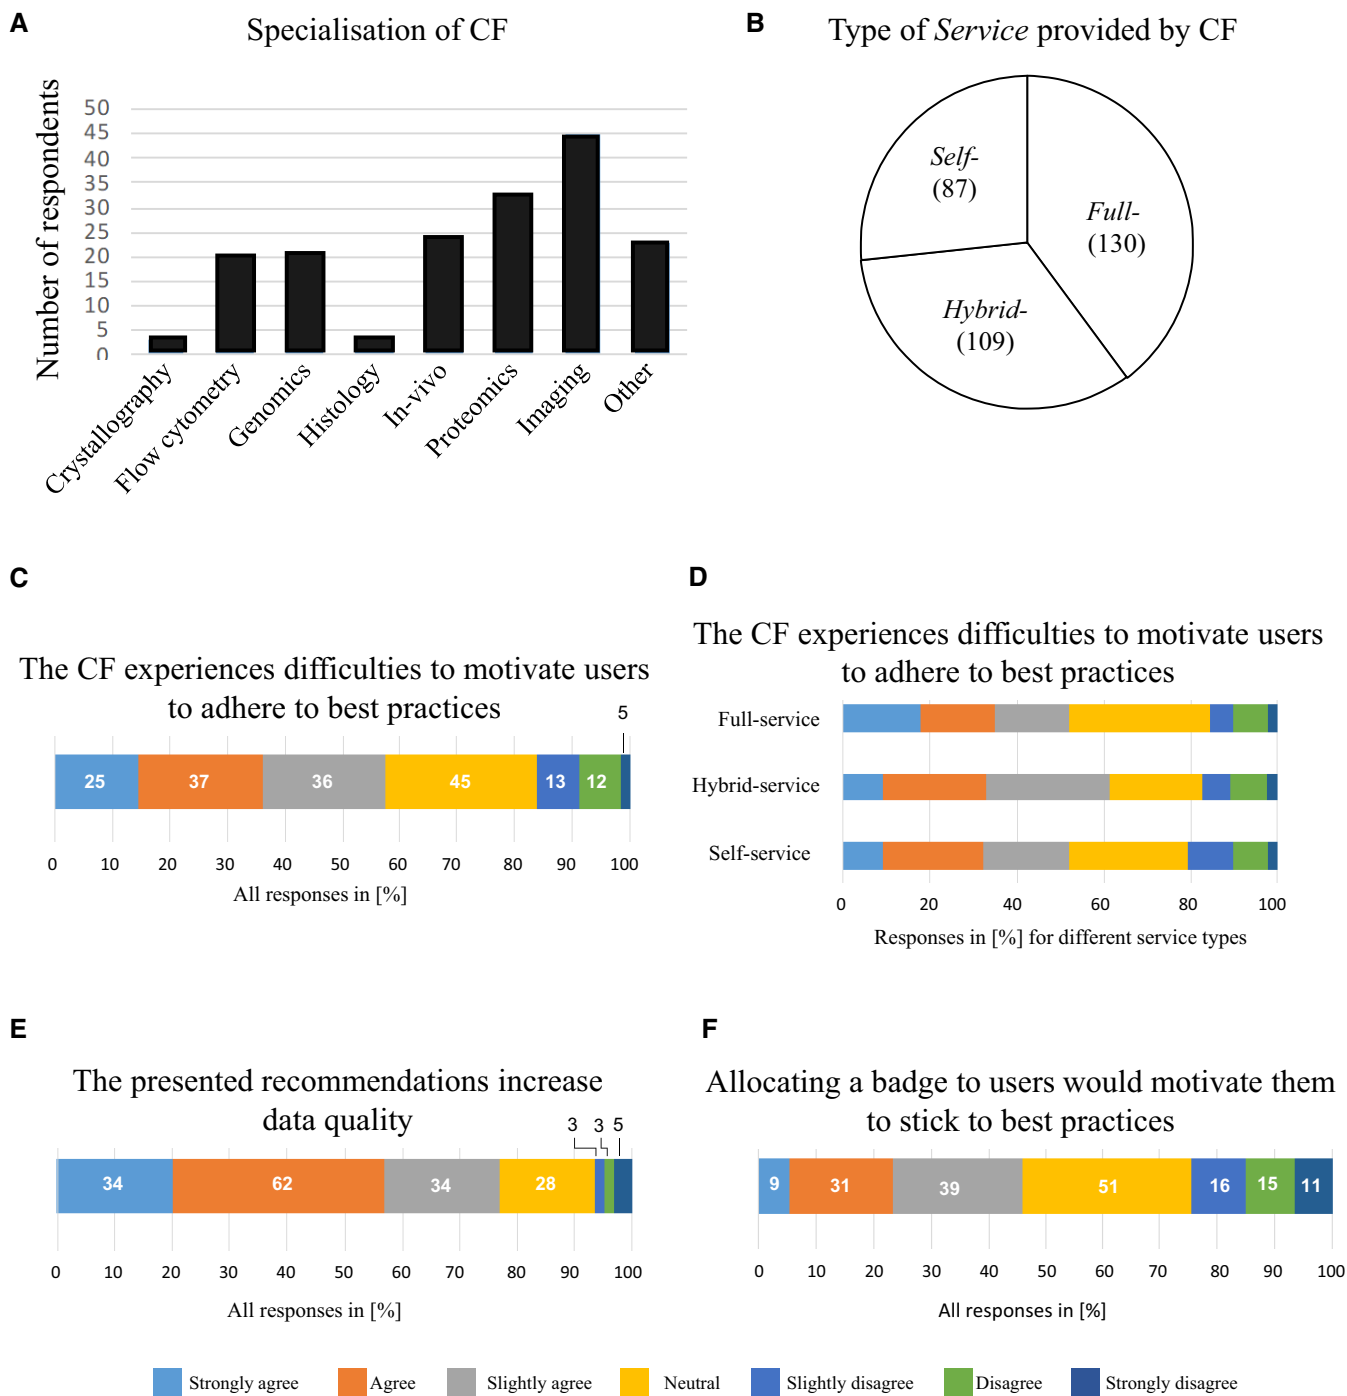 A
Specialisation of CF
Number of respondents
50
45
40
35
30
25
20
15
10
5
0
Crystallography
Flow cytometry
Genomics
Histology
In-vivo
Proteomics
Imaging
Other
B
Type of Service provided by CF
Self-
(87)
Full-
(130)
Hybrid-
(109)
C
The CF experiences difficulties to motivate users
to adhere to best practices
5
25 37 36 45 13 12
0 10 20 30 40 50 60 70 80 90 100
All responses in [%]
D
The CF experiences difficulties to motivate users
to adhere to best practices
Full-service
Hybrid-service
Self-service
0 20 40 60 80 100
Responses in [%] for different service types
E
The presented recommendations increase
data quality
3 3 5
34 62 34 28
0 10 20 30 40 50 60 70 80 90 100
All responses in [%]
F
Allocating a badge to users would motivate them
to stick to best practices
9 31 39 51 16 15 11
0 10 20 30 40 50 60 70 80 90 100
All responses in [%]
Strongly agree Agree Slightly agree Neutral Slightly disagree Disagree Strongly disagree